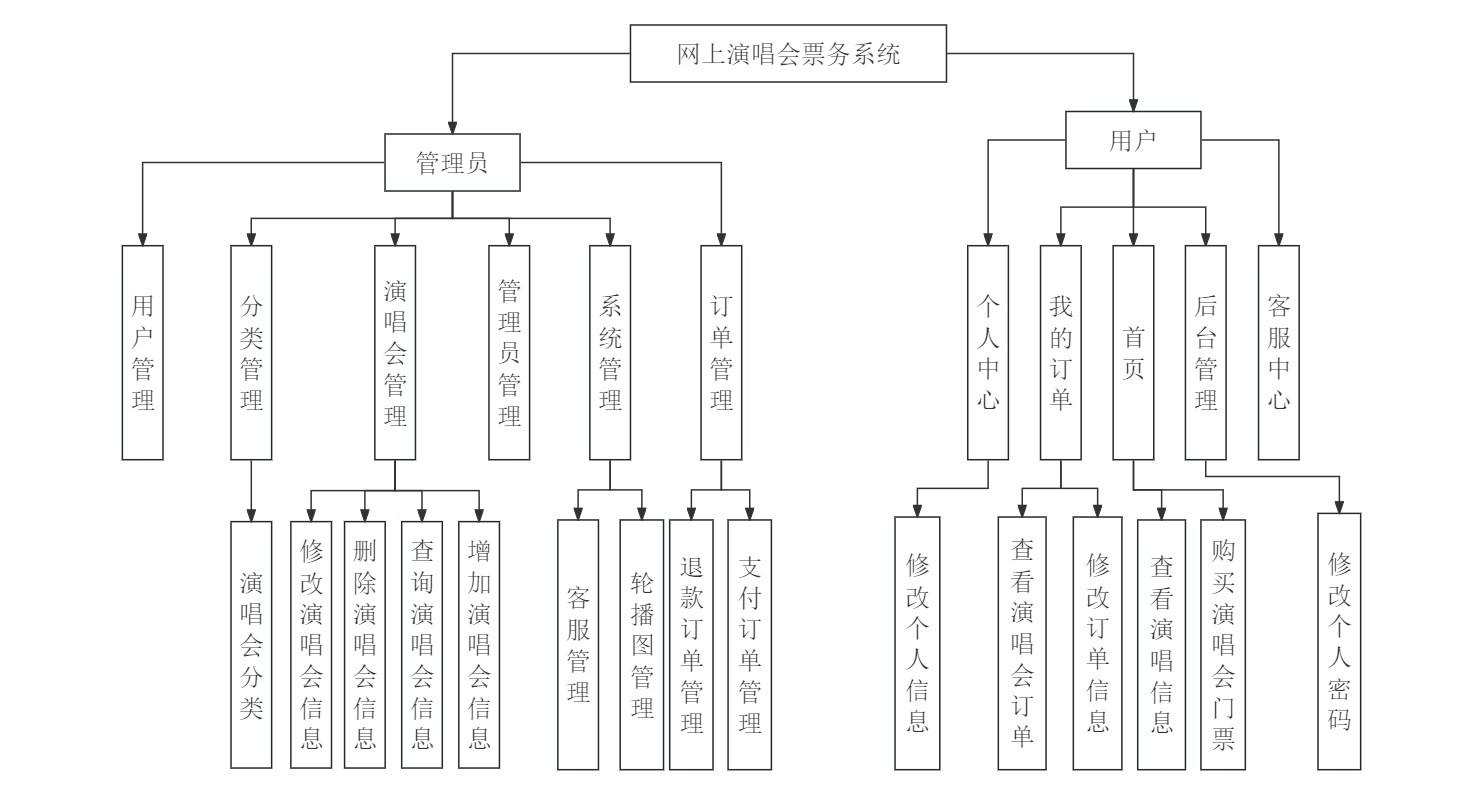 网上演唱会票务系统
用户
管理员
用户管理
分类管理
演唱会管理
管理员管理
系统管理
订单管理
个人中心
我的订单
首页
后台管理
客服中心
演唱会分类
修改演唱会信息
删除演唱会信息
查询演唱会信息
增加演唱会信息
客服管理
轮播图管理
退款订单管理
支付订单管理
修改个人信息
查看演唱会订单
修改订单信息
查看演唱信息
购买演唱会门票
修改个人密码